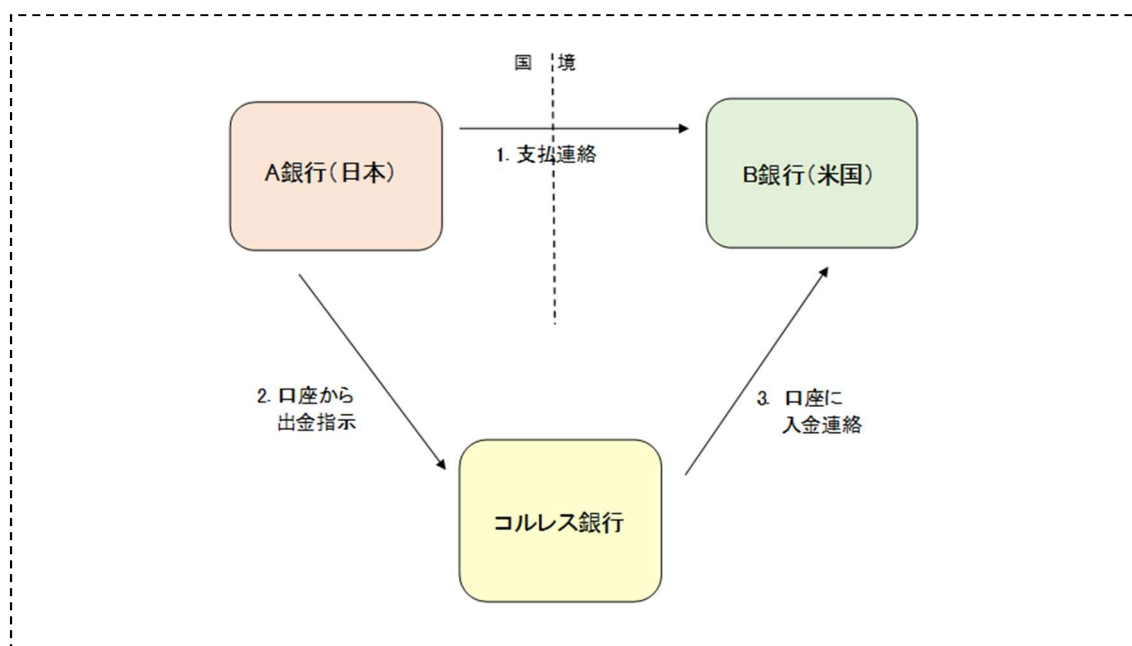 国 境
A銀行(日本)
1. 支払連絡
B銀行(米国)
2. 口座から
出金指示
3. 口座に
入金連絡
コルレス銀行